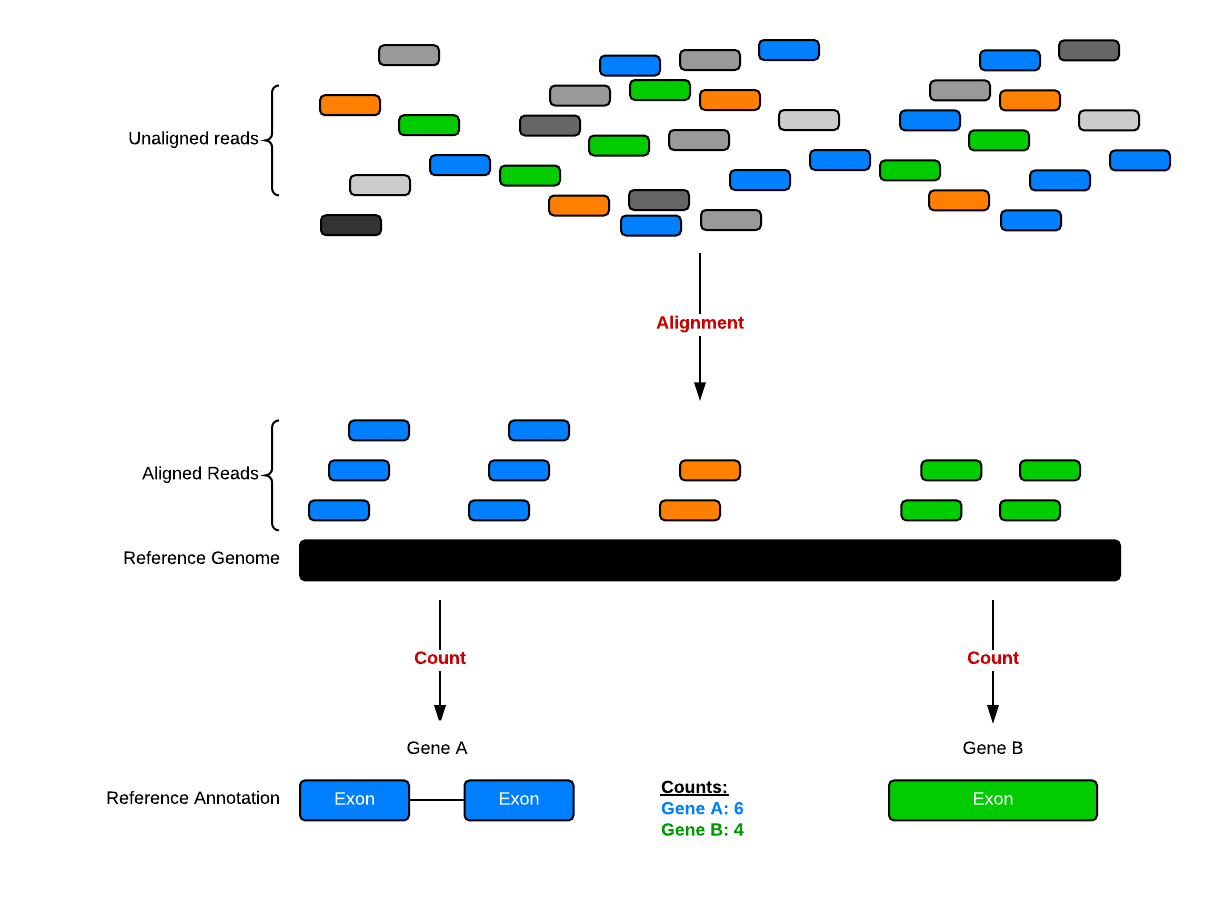 Unaligned reads
Alignment
Aligned Reads
Reference Genome
Count
Count
Gene A
Gene B
Reference Annotation
Exon
Exon
Exon
Counts:
Gene A: 6
Gene B: 4